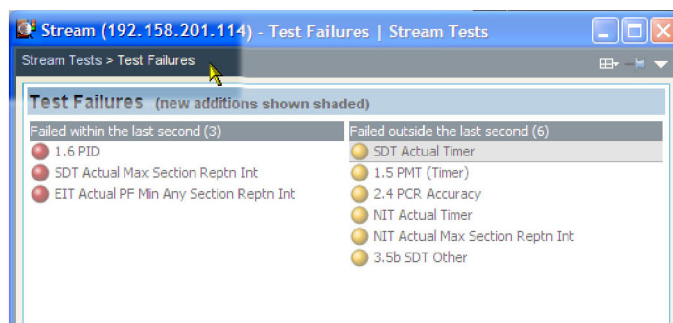 Stream (192.158.201.114) - Test Failures | Stream Tests
Stream Tests > Test Failures
Test Failures (new additions shown shaded)
Failed within the last second (3)
1.6 PID
SDT Actual Max Section Reptn Int
EIT Actual PF Min Any Section Reptn Int
Failed outside the last second (6)
SDT Actual Timer
1.5 PMT (Timer)
2.4 PCR Accuracy
NIT Actual Timer
NIT Actual Max Section Reptn Int
3.5b SDT Other